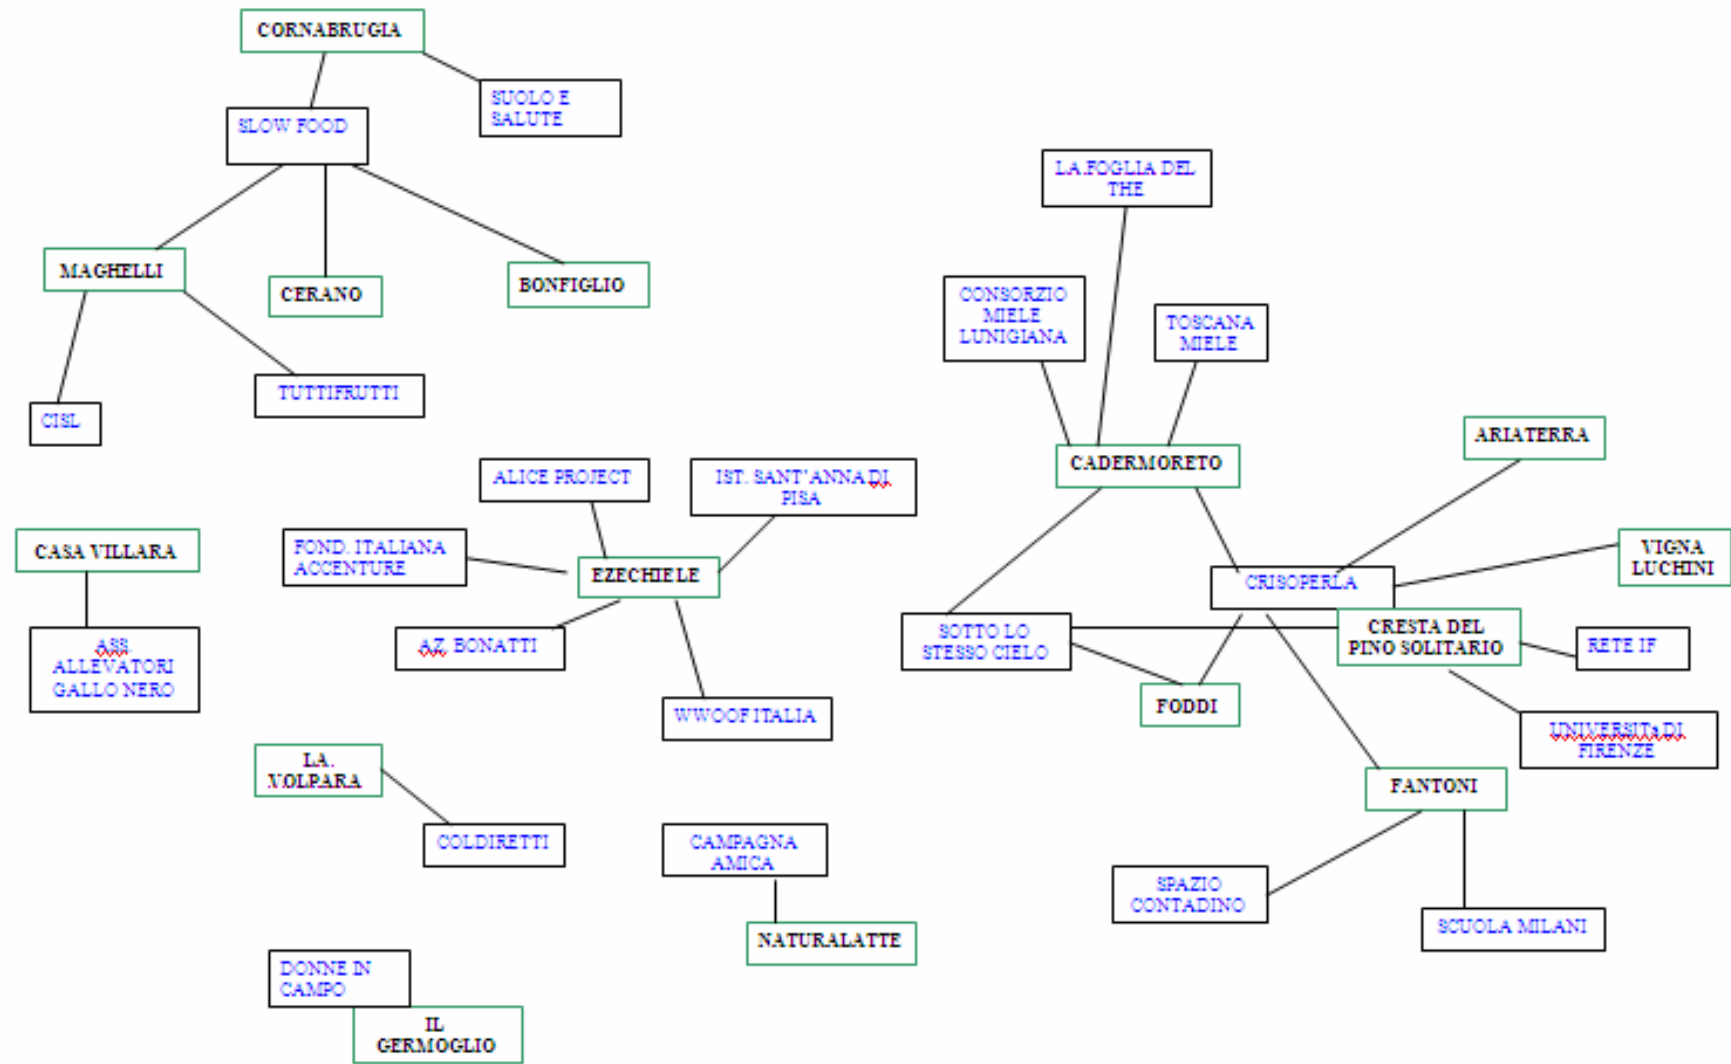 CORNABRUGIA
SUOLO E
SALUTE
SLOW FOOD
LA FOGLIA DEL
THE
MAGHELLI
CERANO
BONFIGLIO
CONSORZIO
MIELE
LUNIGIANA
TOSCANA
MIELE
TUTTIFRUTTI
CISL
CADERMORETO
ARIATERRA
ALICE PROJECT
IST. SANT'ANNA DI
PISA
CASA VILLARA
FOND. ITALIANA
ACCENTURE
EZECHIELE
CRISOPERLA
VIGNA
LUCHINI
ASS.
ALLEVATORI
GALLO NERO
AZ. BONATTI
SOTTO LO
STESSO CIELO
CRESTA DEL
PINO SOLITARIO
RETE IF
WWOOF ITALIA
FODDI
UNIVERSITa DI
FIRENZE
LA.
VOLPARA
FANTONI
COLDIRETTI
CAMPAGNA
AMICA
SPAZIO
CONTADINO
SCUOLA MILANI
NATURALATTE
DONNE IN
CAMPO
IL
GERMOGLIO